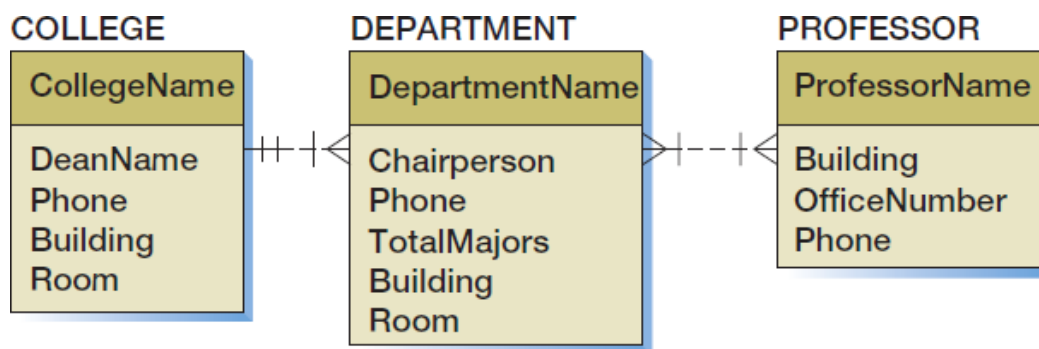 COLLEGE
CollegeName
DeanName
Phone
Building
Room
DEPARTMENT
DepartmentName
Chairperson
Phone
TotalMajors
Building
Room
PROFESSOR
ProfessorName
Building
OfficeNumber
Phone